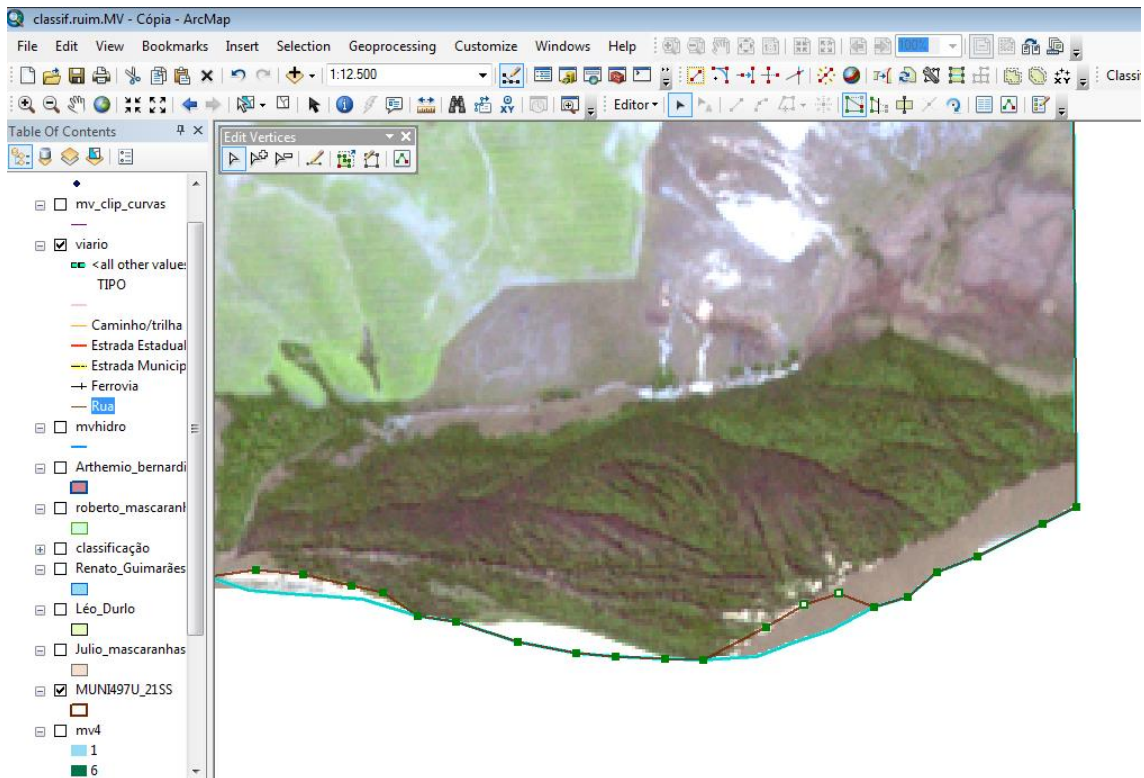 classif.ruim.MV - Cópia - ArcMap
File Edit View Bookmarks Insert Selection Geoprocessing Customize Windows Help 100%
1:12.500 Classi
Editor
Table Of Contents
Edit Vertices
mv_clip_curvas
viario
<all other value:
TIPO
Caminho/trilha
Estrada Estadual
Estrada Municip
Ferrovia
Rua
mvhidro
Arthemio_bernardi
roberto_mascaranh
classificação
Renato_Guimarães
Léo_Durlo
Julio_mascaranhas
MUNI497U_21SS
mv4
1
6